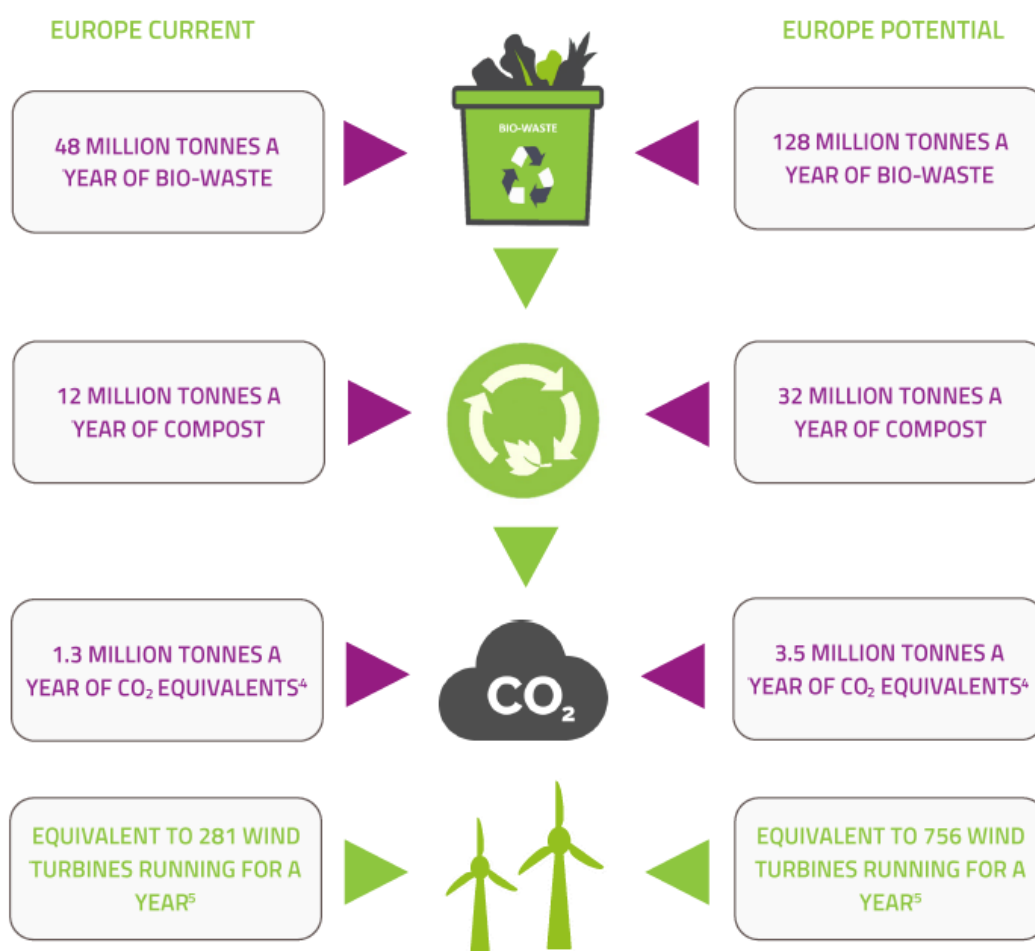 EUROPE CURRENT
EUROPE POTENTIAL
48 MILLION TONNES A
YEAR OF BIO-WASTE
BIO-WASTE
128 MILLION TONNES A
YEAR OF BIO-WASTE
12 MILLION TONNES A
YEAR OF COMPOST
32 MILLION TONNES A
YEAR OF COMPOST
1.3 MILLION TONNES A
YEAR OF CO₂ EQUIVALENTS⁴
CO₂
3.5 MILLION TONNES A
YEAR OF CO₂ EQUIVALENTS⁴
EQUIVALENT TO 281 WIND
TURBINES RUNNING FOR A
YEAR⁵
EQUIVALENT TO 756 WIND
TURBINES RUNNING FOR A
YEAR⁵